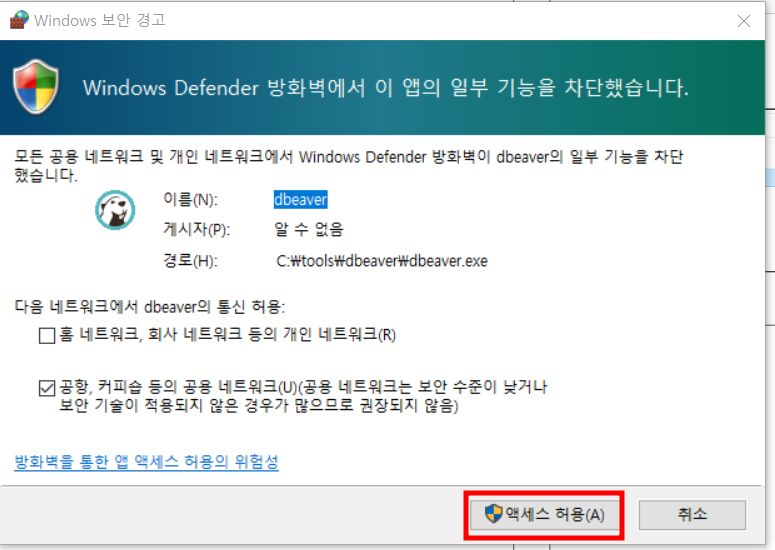 Windows 보안 경고
Windows Defender 방화벽에서 이 앱의 일부 기능을 차단했습니다.
모든 공용 네트워크 및 개인 네트워크에서 Windows Defender 방화벽이 dbeaver의 일부 기능을 차단
했습니다.
이름(N): dbeaver
게시자(P): 알 수 없음
경로(H): C:₩tools₩dbeaver₩dbeaver.exe
다음 네트워크에서 dbeaver의 통신 허용:
홈 네트워크, 회사 네트워크 등의 개인 네트워크(R)
공항, 커피숍 등의 공용 네트워크(U)(공용 네트워크는 보안 수준이 낮거나
보안 기술이 적용되지 않은 경우가 많으므로 권장되지 않음)
방화벽을 통한 앱 액세스 허용의 위험성
액세스 허용(A) 취소